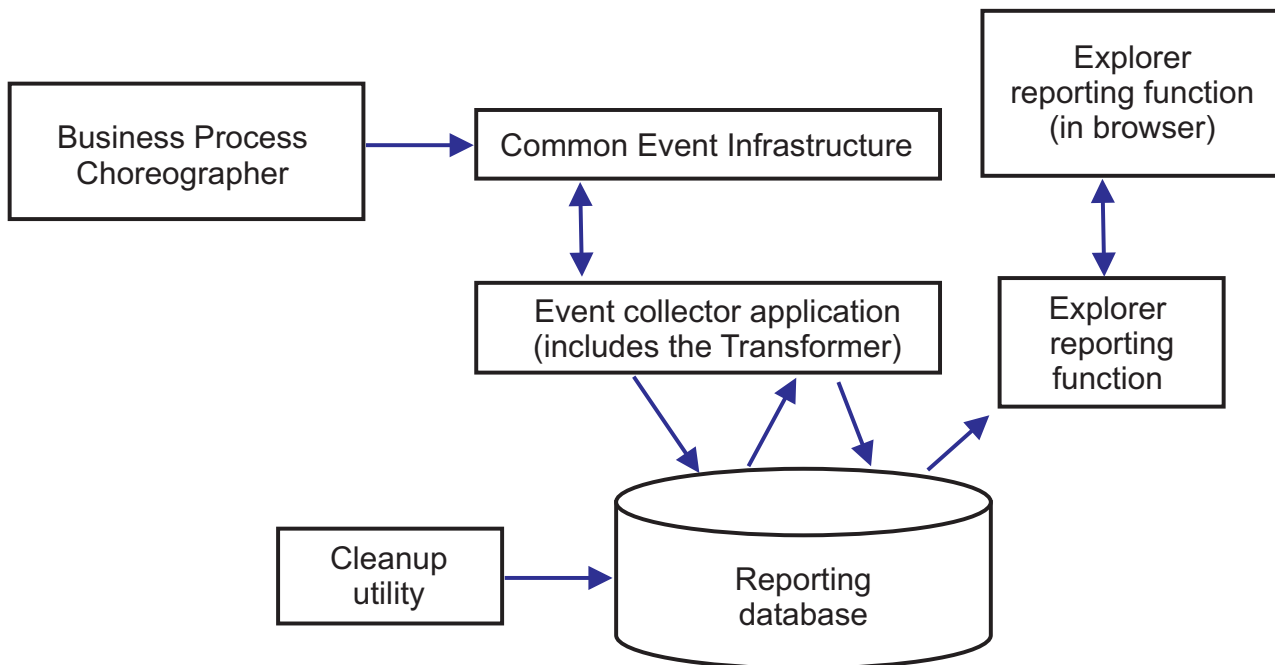 Business Process
Choreographer
Common Event Infrastructure
Explorer
reporting function
(in browser)
Event collector application
(includes the Transformer)
Explorer
reporting
function
Cleanup
utility
Reporting
database